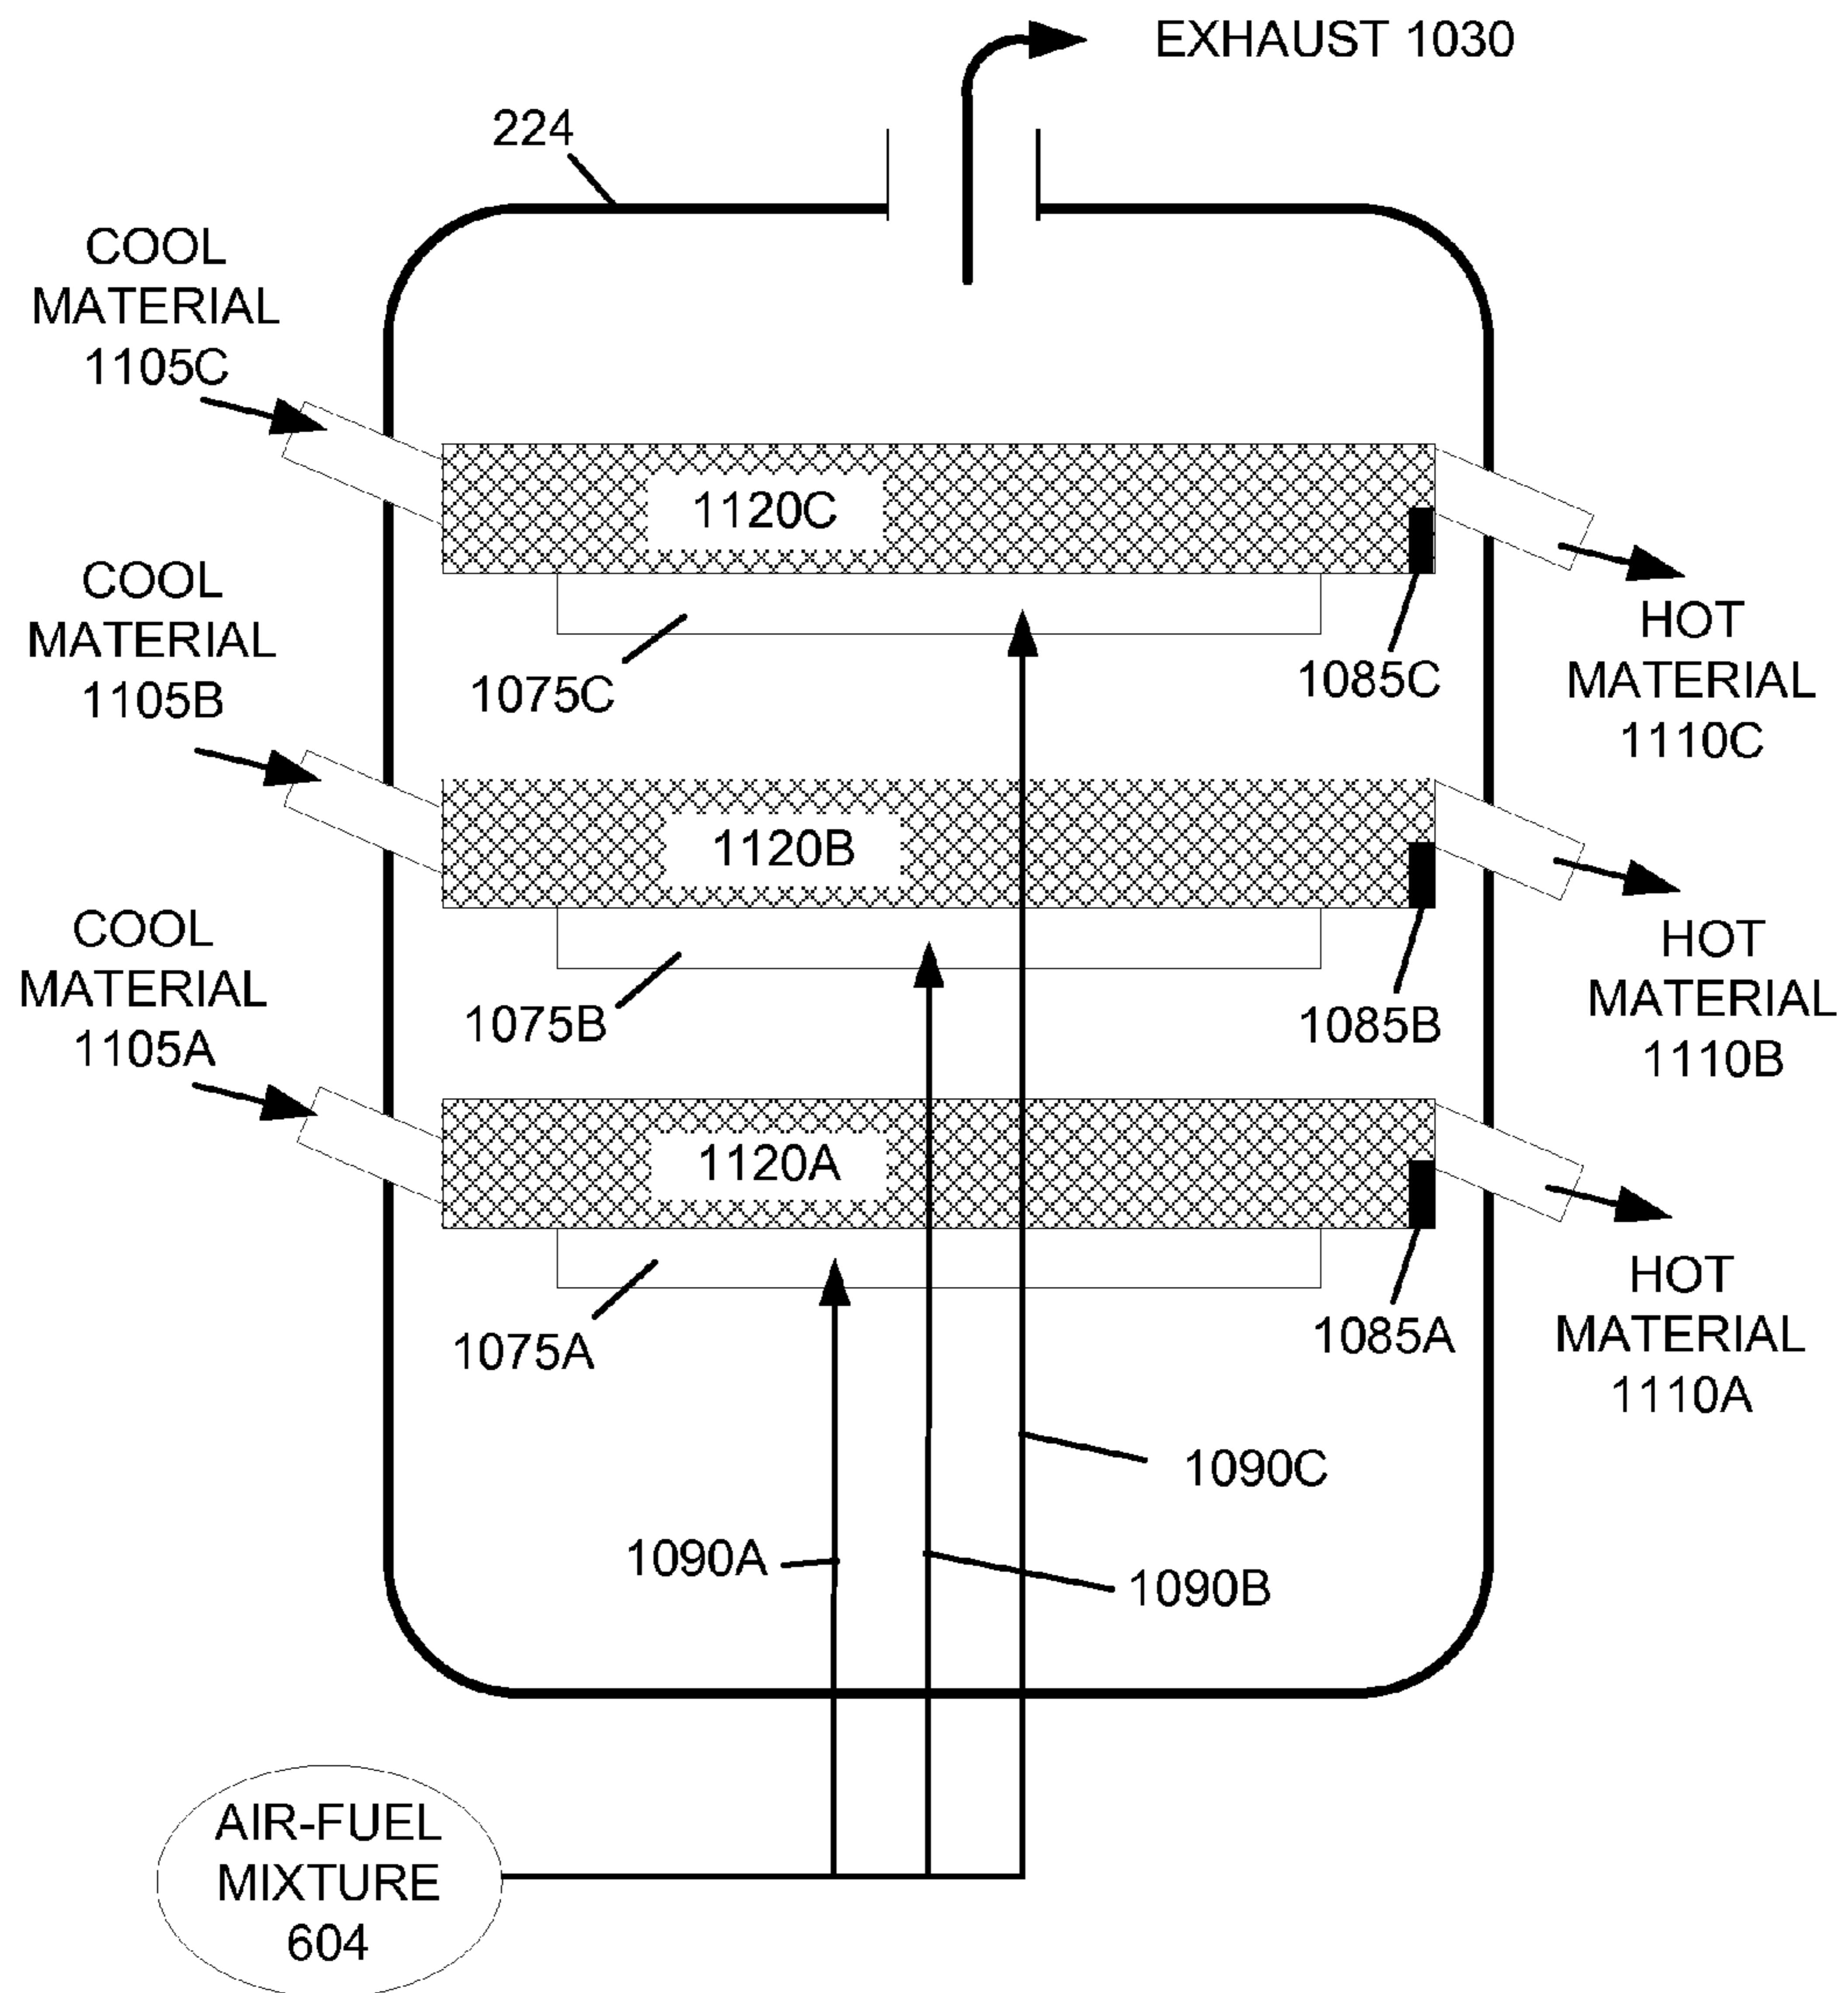 EXHAUST 1030
224
COOL
MATERIAL
1105C
1120C
1075C
1085C
HOT
MATERIAL
1110C
COOL
MATERIAL
1105B
1120B
1075B
1085B
HOT
MATERIAL
1110B
COOL
MATERIAL
1105A
1120A
1075A
1085A
HOT
MATERIAL
1110A
1090C
1090A
1090B
AIR-FUEL
MIXTURE
604